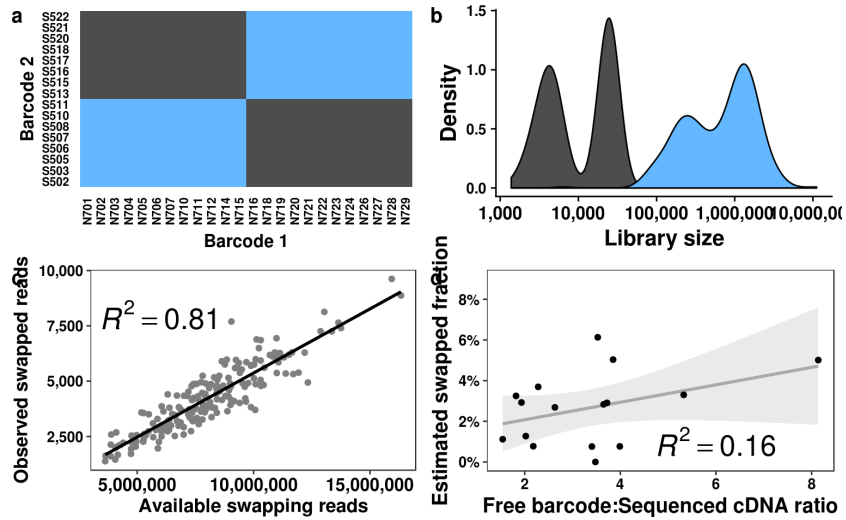 a
S522
S521
S520
S518
S517
S516
S515
S513
S511
S510
S508
S507
S506
S505
S503
S502
Barcode 2
N701
N702
N703
N704
N705
N706
N707
N710
N711
N712
N714
N715
N716
N718
N719
N720
N721
N722
N723
N724
N726
N727
N728
N729
Barcode 1
b
1.5
1.0
0.5
0.0
Density
1,000
10,000
100,000
1,000,000
10,000,000
Library size
10,000
7,500
5,000
2,500
Observed swapped reads
R² = 0.81
5,000,000
10,000,000
15,000,000
Available swapping reads
8%
6%
4%
2%
0%
Estimated swapped fraction
R² = 0.16
2
4
6
8
Free barcode:Sequenced cDNA ratio